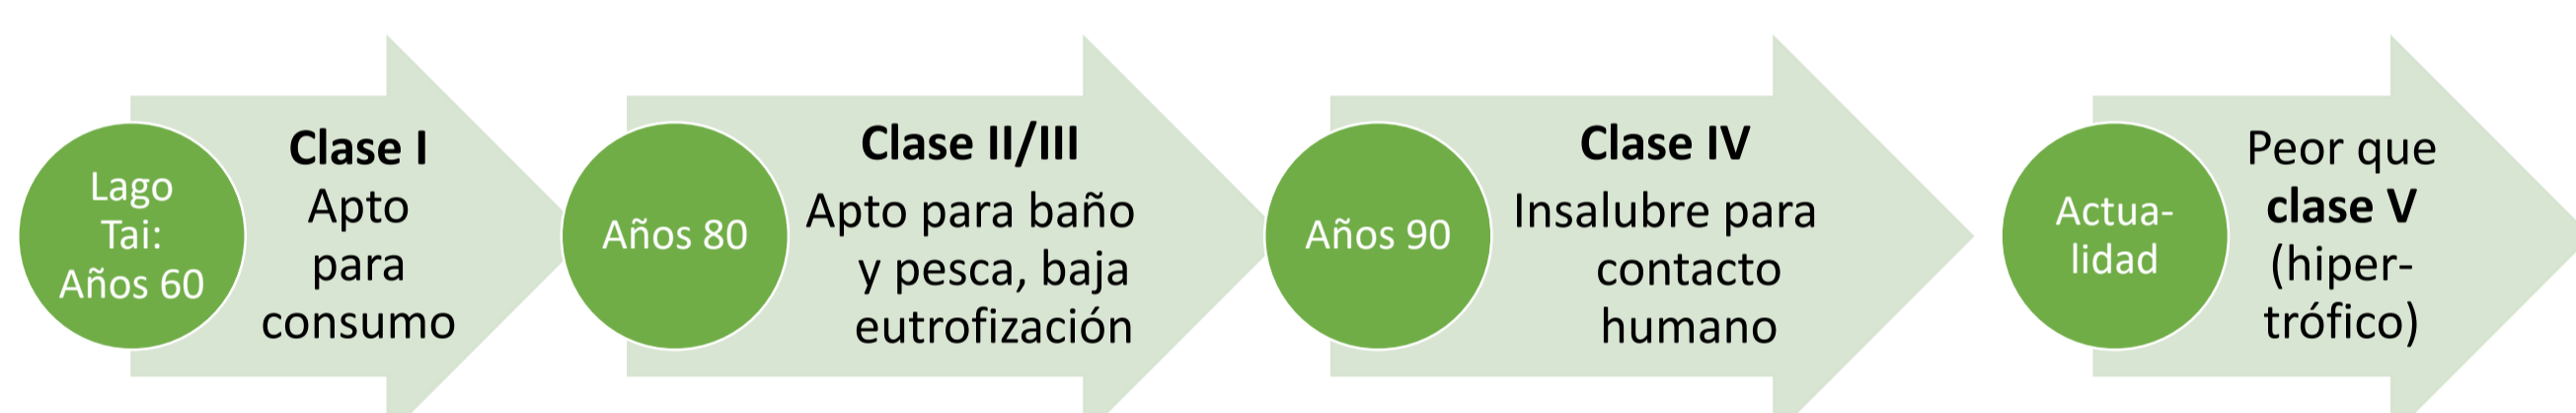 Lago
Tai:
Años 60
Clase I
Apto
para
consumo
Años 80
Clase II/III
Apto para baño
y pesca, baja
eutrofización
Años 90
Clase IV
Insalubre para
contacto
humano
Actua-
lidad
Peor que
clase V
(hiper-
trófico)